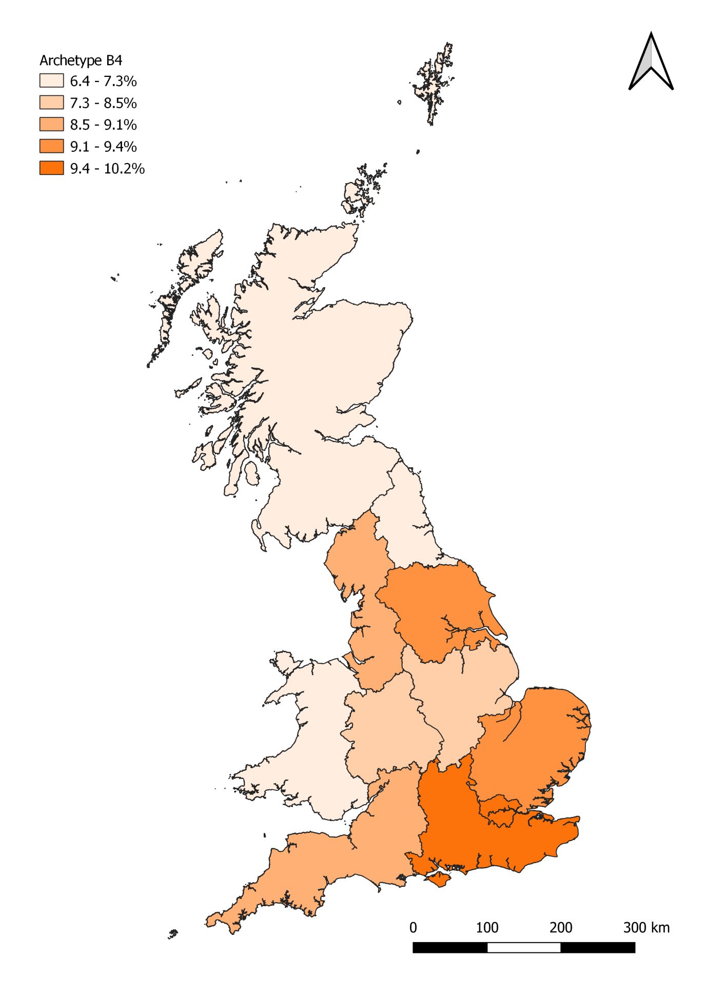 Archetype B4
6.4 - 7.3%
7.3 - 8.5%
8.5 - 9.1%
9.1 - 9.4%
9.4 - 10.2%
0 100 200 300 km